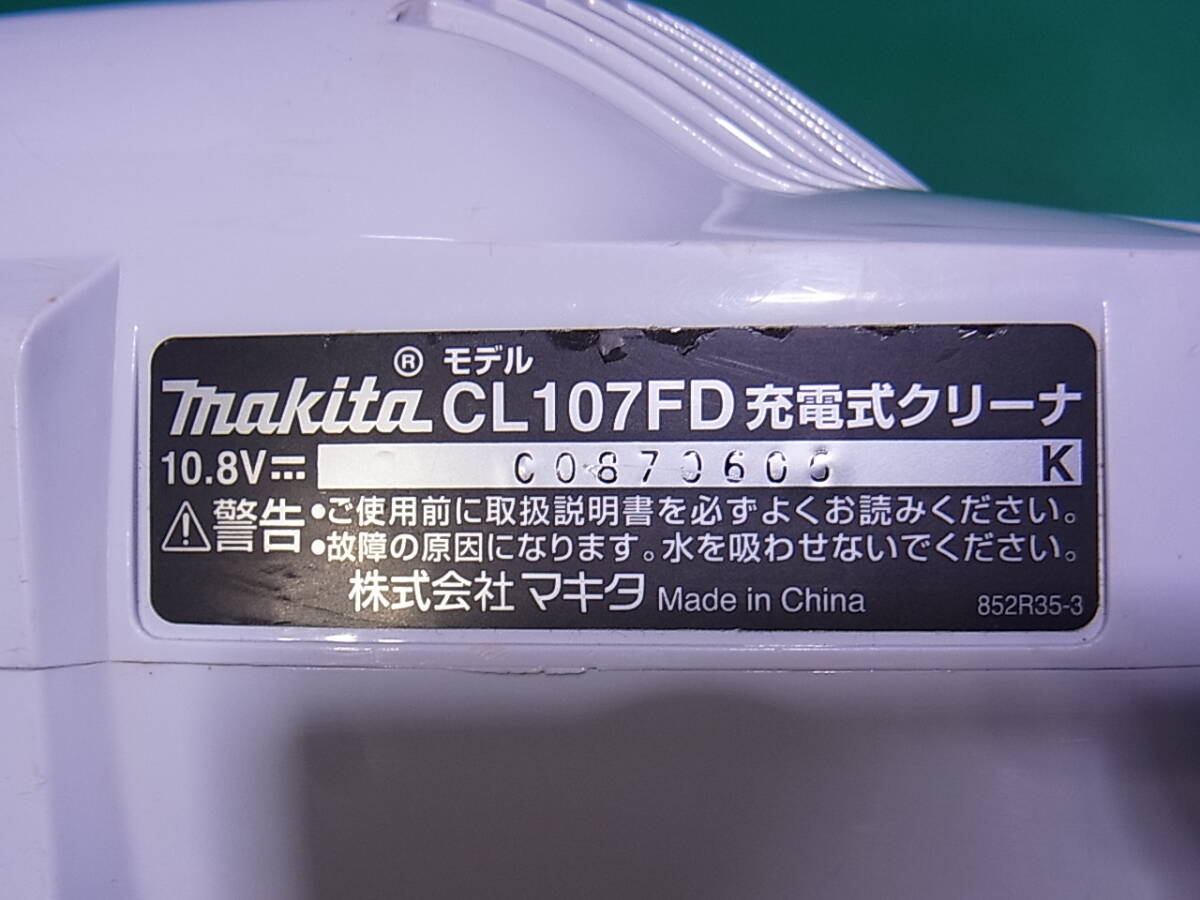 makita® モデル CL107FD 充電式クリーナ
10.8V⎓ K
⚠警告 •ご使用前に取扱説明書を必ずよくお読みください。
•故障の原因になります。水を吸わせないでください。
株式会社マキタ Made in China 852R35-3